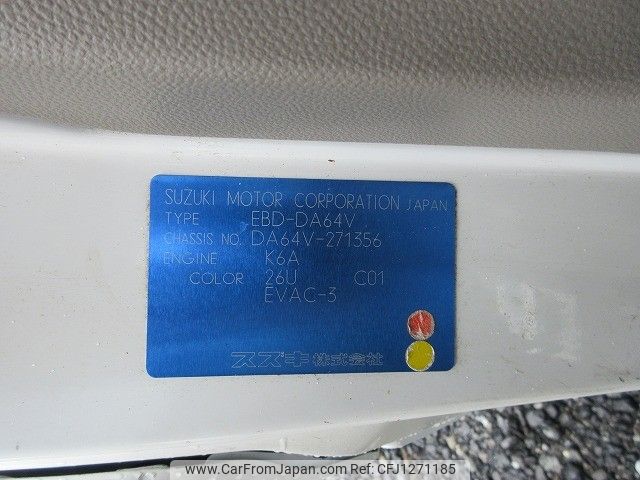 SUZUKI MOTOR CORPORATION JAPAN
TYPE EBD-DA64V
CHASSIS NO. DA64V-271356
ENGINE K6A
COLOR 26U C01
EVAC-3
スズキ株式会社
www.CarFromJapan.com | Ref No: CFJ1271185